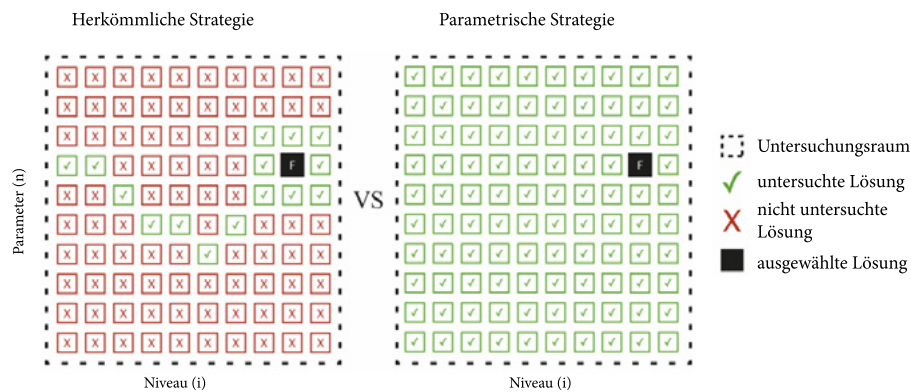 Herkömmliche Strategie
Parametrische Strategie
Parameter (n)
X X X X X X X X X X
X X X X X X X X X X
X X X X X X X ✓ ✓ ✓
✓ ✓ X X X X X ✓ F ✓
X X ✓ X X X X ✓ ✓ ✓
X X X ✓ ✓ X ✓ X X X
X X X X X ✓ X X X X
X X X X X X X X X X
X X X X X X X X X X
X X X X X X X X X X
Niveau (i)
VS
✓ ✓ ✓ ✓ ✓ ✓ ✓ ✓ ✓ ✓
✓ ✓ ✓ ✓ ✓ ✓ ✓ ✓ ✓ ✓
✓ ✓ ✓ ✓ ✓ ✓ ✓ ✓ ✓ ✓
✓ ✓ ✓ ✓ ✓ ✓ ✓ ✓ F ✓
✓ ✓ ✓ ✓ ✓ ✓ ✓ ✓ ✓ ✓
✓ ✓ ✓ ✓ ✓ ✓ ✓ ✓ ✓ ✓
✓ ✓ ✓ ✓ ✓ ✓ ✓ ✓ ✓ ✓
✓ ✓ ✓ ✓ ✓ ✓ ✓ ✓ ✓ ✓
✓ ✓ ✓ ✓ ✓ ✓ ✓ ✓ ✓ ✓
✓ ✓ ✓ ✓ ✓ ✓ ✓ ✓ ✓ ✓
Niveau (i)
Untersuchungsraum
✓ untersuchte Lösung
X nicht untersuchte
Lösung
ausgewählte Lösung